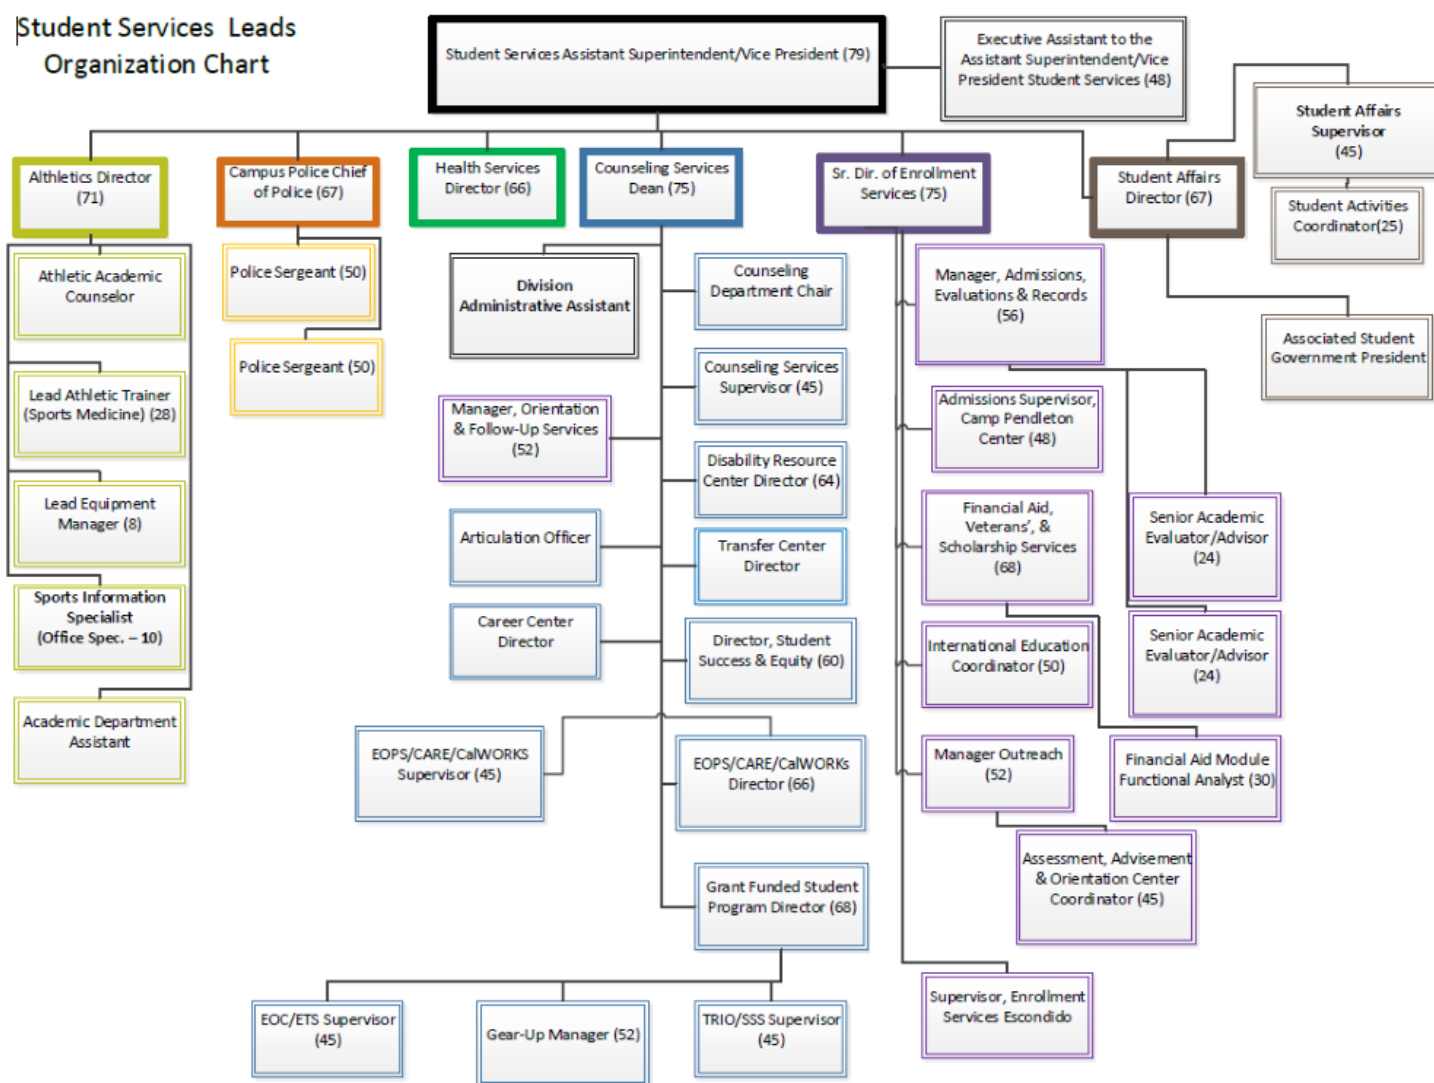 Student Services Leads
Organization Chart
Student Services Assistant Superintendent/Vice President (79)
Executive Assistant to the
Assistant Superintendent/Vice
President Student Services (48)
Student Affairs
Supervisor
(45)
Althletics Director
(71)
Campus Police Chief
of Police (67)
Health Services
Director (66)
Counseling Services
Dean (75)
Sr. Dir. of Enrollment
Services (75)
Student Affairs
Director (67)
Student Activities
Coordinator(25)
Associated Student
Government President
Athletic Academic
Counselor
Lead Athletic Trainer
(Sports Medicine) (28)
Lead Equipment
Manager (8)
Sports Information
Specialist
(Office Spec. – 10)
Academic Department
Assistant
Police Sergeant (50)
Police Sergeant (50)
Division
Administrative Assistant
Counseling
Department Chair
Counseling Services
Supervisor (45)
Manager, Orientation
& Follow-Up Services
(52)
Disability Resource
Center Director (64)
Articulation Officer
Transfer Center
Director
Career Center
Director
Director, Student
Success & Equity (60)
EOPS/CARE/CalWORKS
Supervisor (45)
EOPS/CARE/CalWORKs
Director (66)
Grant Funded Student
Program Director (68)
EOC/ETS Supervisor
(45)
Gear-Up Manager (52)
TRIO/SSS Supervisor
(45)
Manager, Admissions,
Evaluations & Records
(56)
Admissions Supervisor,
Camp Pendleton
Center (48)
Financial Aid,
Veterans’, &
Scholarship Services
(68)
Senior Academic
Evaluator/Advisor
(24)
Senior Academic
Evaluator/Advisor
(24)
International Education
Coordinator (50)
Manager Outreach
(52)
Financial Aid Module
Functional Analyst (30)
Assessment, Advisement
& Orientation Center
Coordinator (45)
Supervisor, Enrollment
Services Escondido